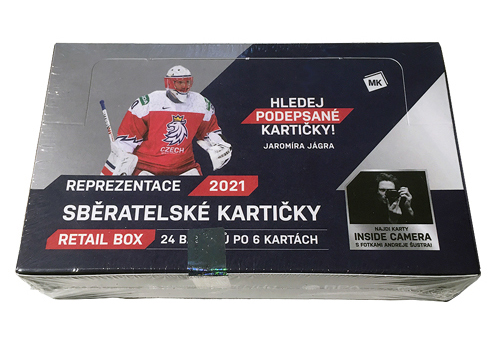 MK
HLEDEJ
PODEPSANÉ
KARTIČKY!
JAROMÍRA JÁGRA
CZECH
REPREZENTACE 2021
SBĚRATELSKÉ KARTIČKY
RETAIL BOX 24 PO 6 KARTÁCH
NAJDI KARTY
INSIDE CAMERA
S FOTKAMI ANDREJE ŠUSTRA!